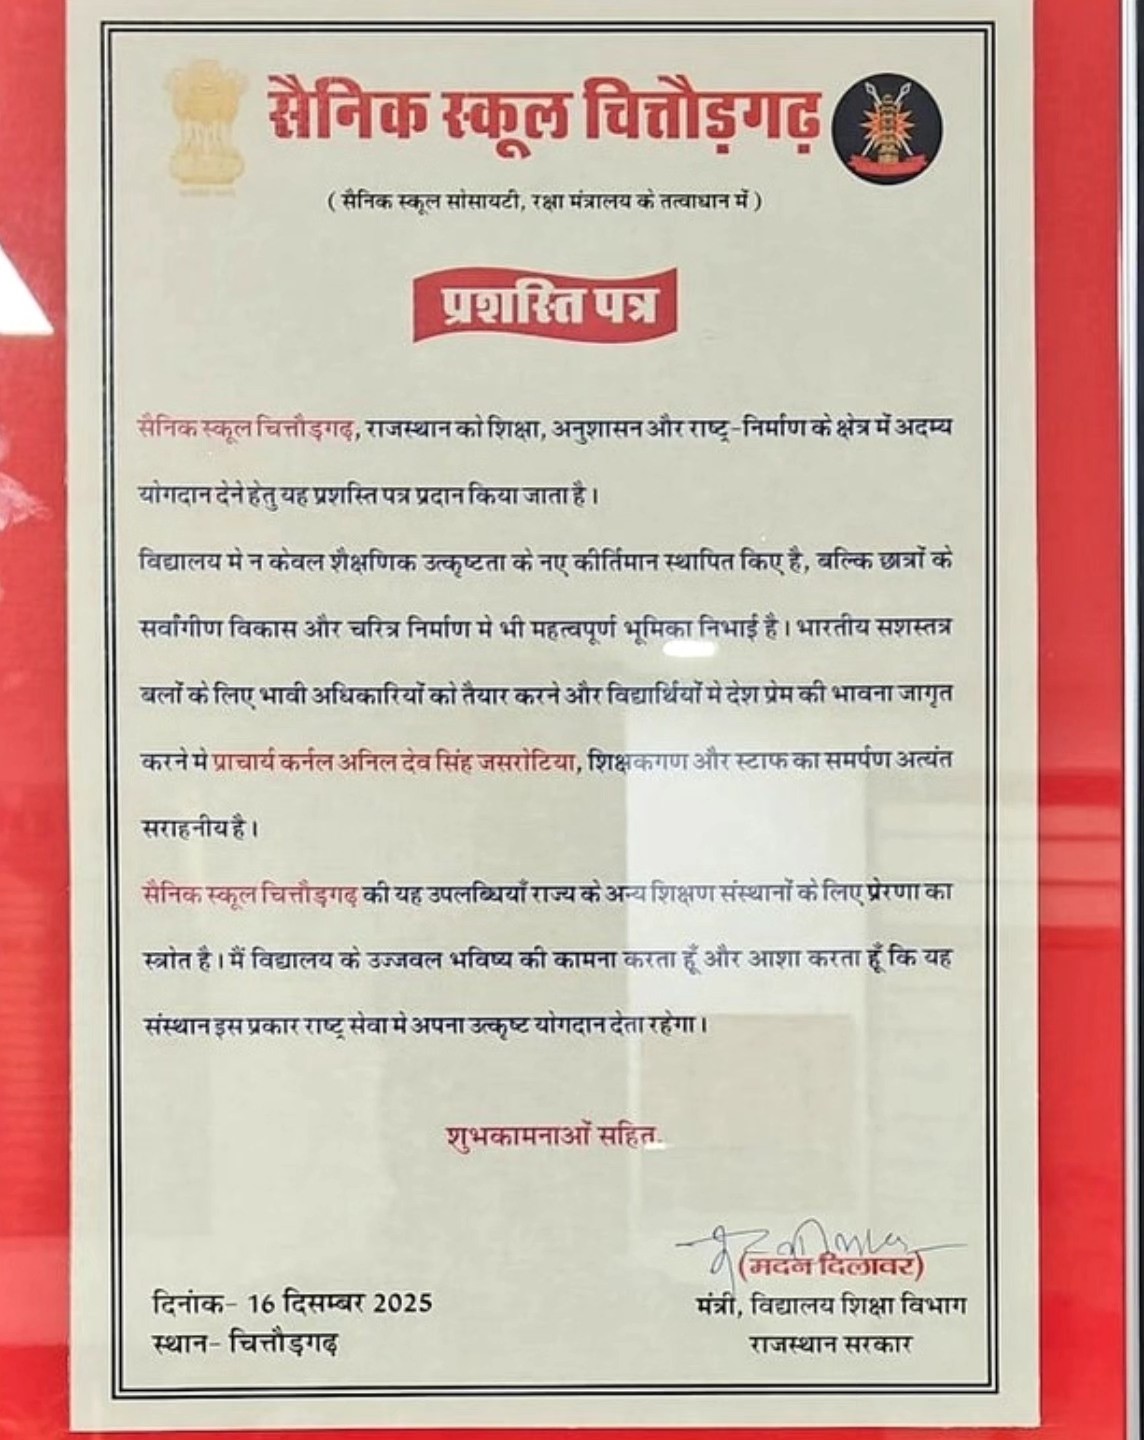 सैनिक स्कूल चित्तौड़गढ़
( सैनिक स्कूल सोसायटी, रक्षा मंत्रालय के तत्वाधान में )
प्रशस्ति पत्र
सैनिक स्कूल चित्तौड़गढ़, राजस्थान को शिक्षा, अनुशासन और राष्ट्र-निर्माण के क्षेत्र में अदम्य
योगदान देने हेतु यह प्रशस्ति पत्र प्रदान किया जाता है।
विद्यालय मे न केवल शैक्षणिक उत्कृष्टता के नए कीर्तिमान स्थापित किए है, बल्कि छात्रों के
सर्वांगीण विकास और चरित्र निर्माण मे भी महत्वपूर्ण भूमिका निभाई है। भारतीय सशस्तत्र
बलों के लिए भावी अधिकारियों को तैयार करने और विद्यार्थियों मे देश प्रेम की भावना जागृत
करने मे प्राचार्य कर्नल अनिल देव सिंह जसरोटिया, शिक्षकगण और स्टाफ का समर्पण अत्यंत
सराहनीय है।
सैनिक स्कूल चित्तौड़गढ़ की यह उपलब्धियाँ राज्य के अन्य शिक्षण संस्थानों के लिए प्रेरणा का
स्त्रोत है। मैं विद्यालय के उज्जवल भविष्य की कामना करता हूँ और आशा करता हूँ कि यह
संस्थान इस प्रकार राष्ट्र सेवा मे अपना उत्कृष्ट योगदान देता रहेगा।
शुभकामनाओं सहित.
(मदन दिलावर)
दिनांक- 16 दिसम्बर 2025
मंत्री, विद्यालय शिक्षा विभाग
स्थान- चित्तौड़गढ़
राजस्थान सरकार